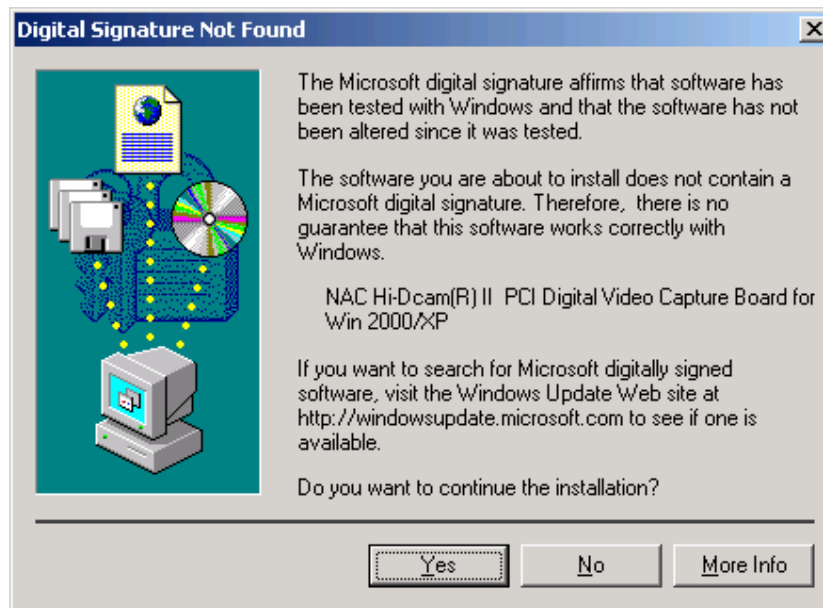 Digital Signature Not Found
The Microsoft digital signature affirms that software has
been tested with Windows and that the software has not
been altered since it was tested.
The software you are about to install does not contain a
Microsoft digital signature. Therefore,  there is no
guarantee that this software works correctly with
Windows.
NAC Hi-Dcam(R) II  PCI Digital Video Capture Board for
Win 2000/XP
If you want to search for Microsoft digitally signed
software, visit the Windows Update Web site at
http://windowsupdate.microsoft.com to see if one is
available.
Do you want to continue the installation?
Yes No More Info